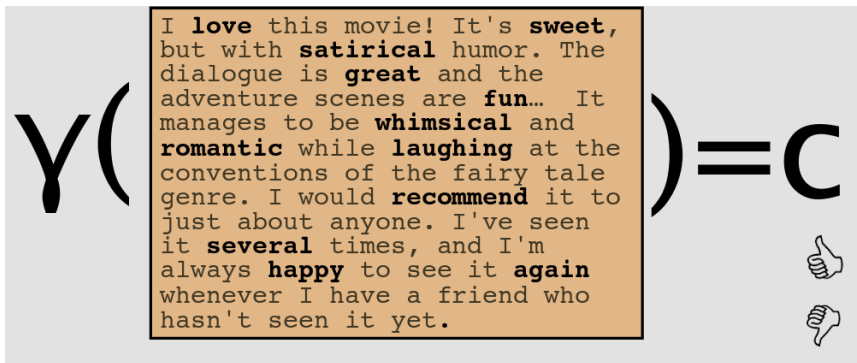 γ(
I love this movie! It's sweet,
but with satirical humor. The
dialogue is great and the
adventure scenes are fun… It
manages to be whimsical and
romantic while laughing at the
conventions of the fairy tale
genre. I would recommend it to
just about anyone. I've seen
it several times, and I'm
always happy to see it again
whenever I have a friend who
hasn't seen it yet.
)=c